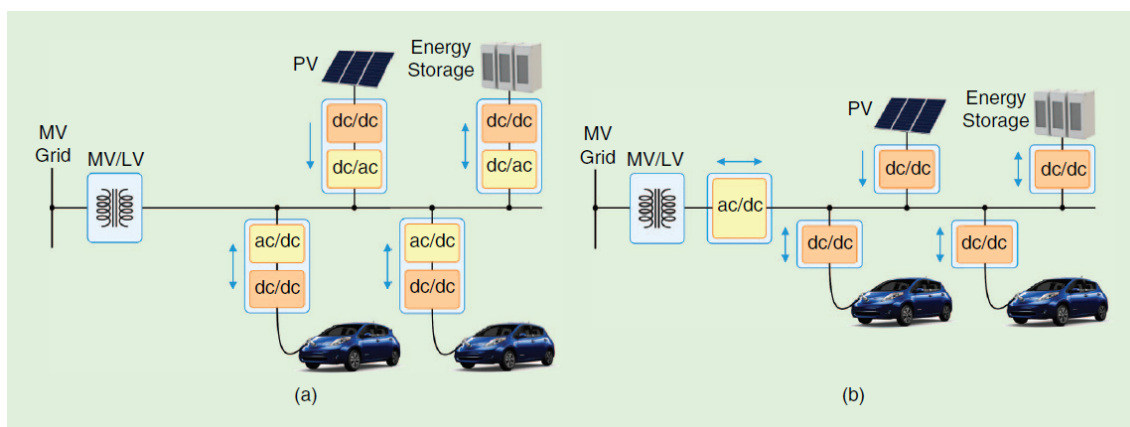 PV
Energy
Storage
dc/dc
dc/dc
MV
Grid
MV/LV
dc/ac
dc/ac
ac/dc
ac/dc
dc/dc
dc/dc
(a)
PV
Energy
Storage
MV
Grid
MV/LV
dc/dc
dc/dc
ac/dc
dc/dc
dc/dc
(b)